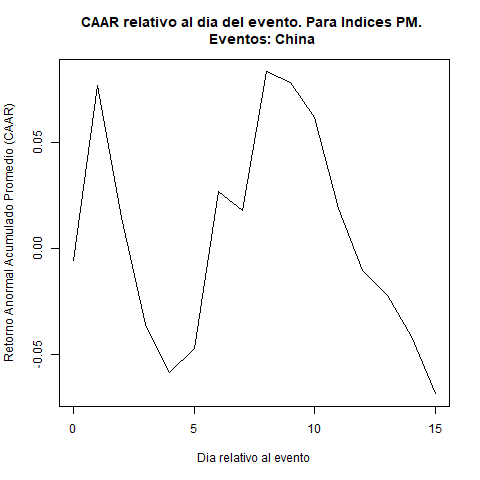 CAAR relativo al dia del evento. Para Indices PM.
Eventos: China
Retorno Anormal Acumulado Promedio (CAAR)
0.05
0.00
-0.05
0
5
10
15
Dia relativo al evento